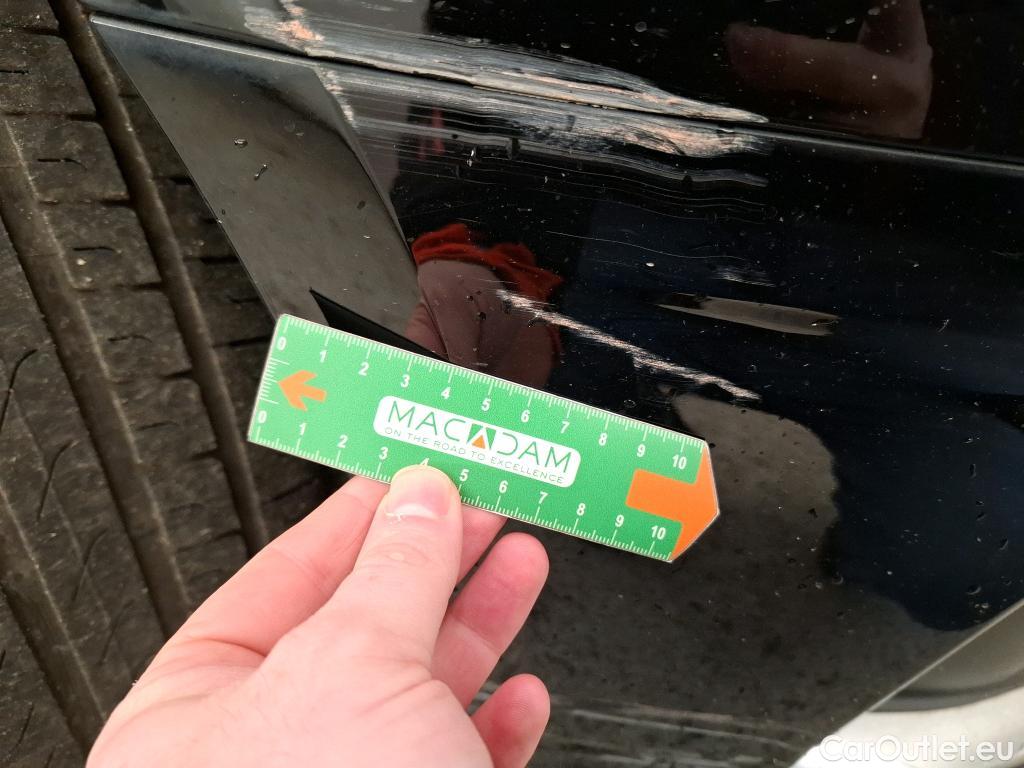 0 1 2 3 4 5 6 7 8 9 10
MACADAM
ON THE ROAD TO EXCELLENCE
0 1 2 3 4 5 6 7 8 9 10
CarOutlet.eu